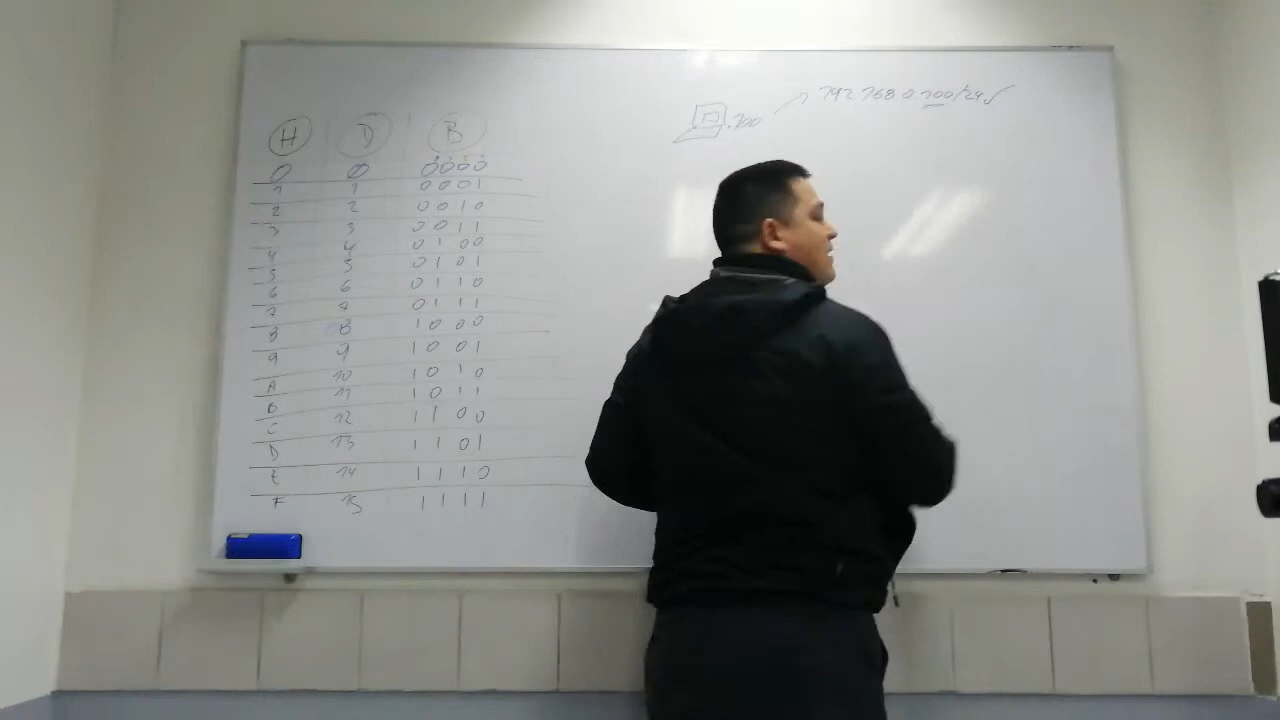 H D B
0 0 0000
1 1 0001
2 2 0010
3 3 0011
4 4 0100
5 5 0101
6 6 0110
7 7 0111
8 8 1000
9 9 1001
A 10 1010
B 11 1011
C 12 1100
D 13 1101
E 14 1110
F 15 1111
192.168.0.100/24
.100